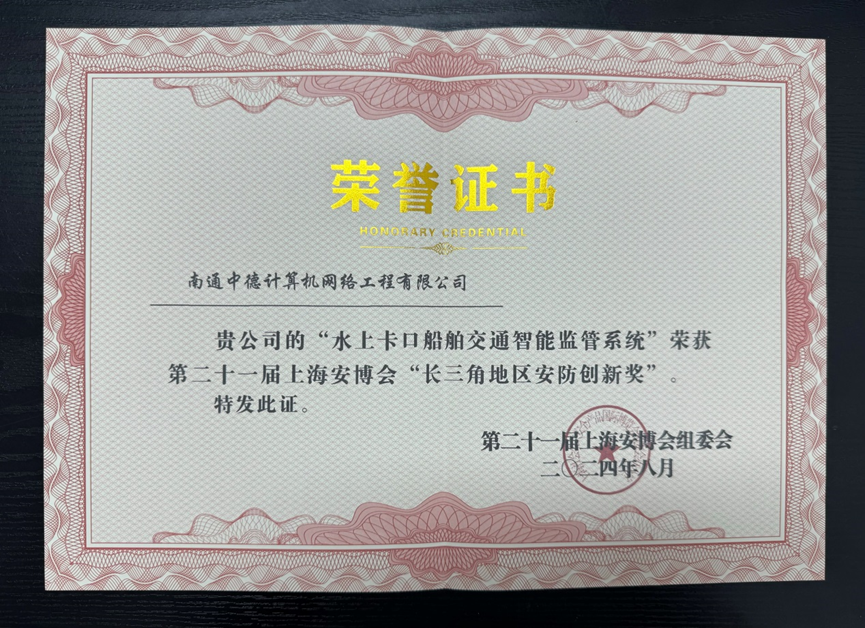 荣誉证书
HONORARY CREDENTIAL
南通中德计算机网络工程有限公司
贵公司的“水上卡口船舶交通智能监管系统”荣获
第二十一届上海安博会“长三角地区安防创新奖”。
特发此证。
第二十一届上海安博会组委会
二〇二四年八月